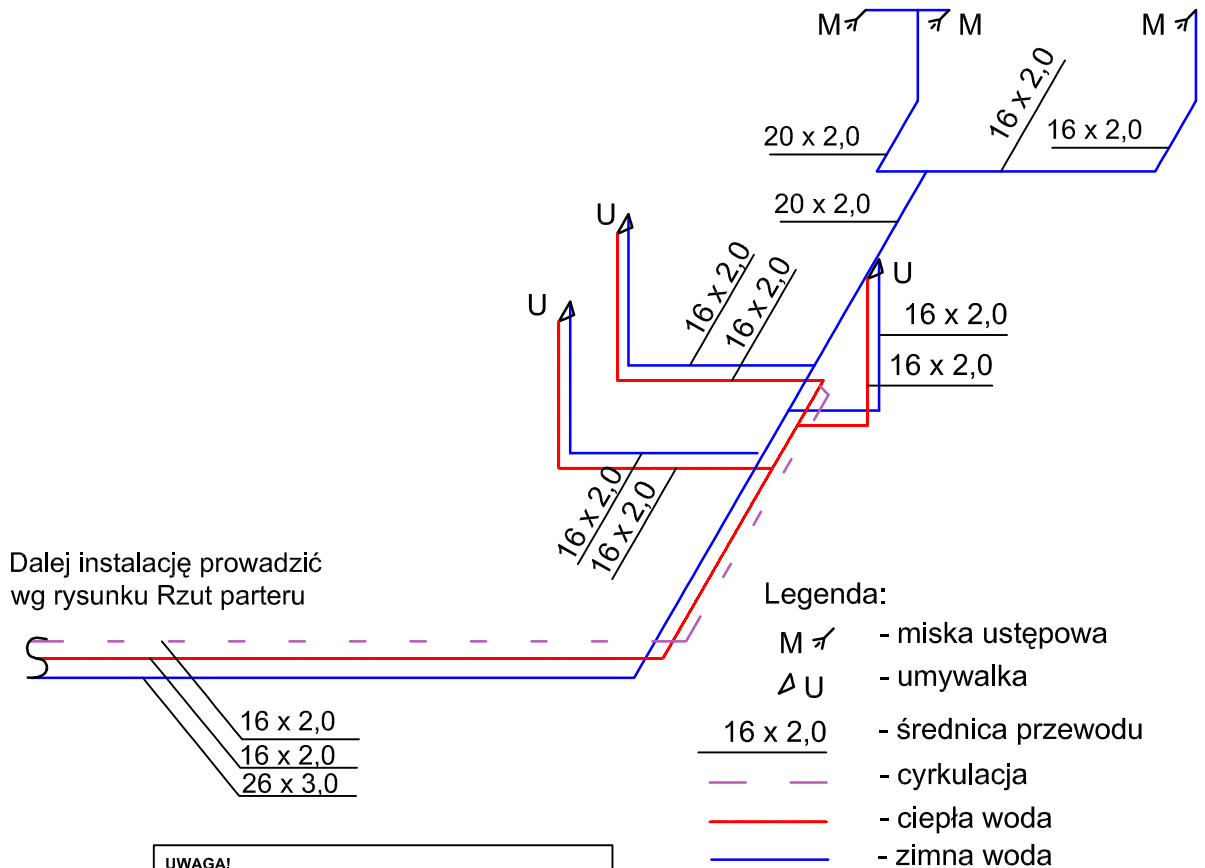 M
M
M
16 x 2,0
20 x 2,0
16 x 2,0
20 x 2,0
U
U
16 x 2,0
16 x 2,0
U
16 x 2,0
16 x 2,0
16 x 2,0
16 x 2,0
Dalej instalację prowadzić
wg rysunku Rzut parteru
16 x 2,0
16 x 2,0
26 x 3,0
Legenda:
M - miska ustępowa
U - umywalka
16 x 2,0 - średnica przewodu
- cyrkulacja
- ciepła woda
- zimna woda
UWAGA!